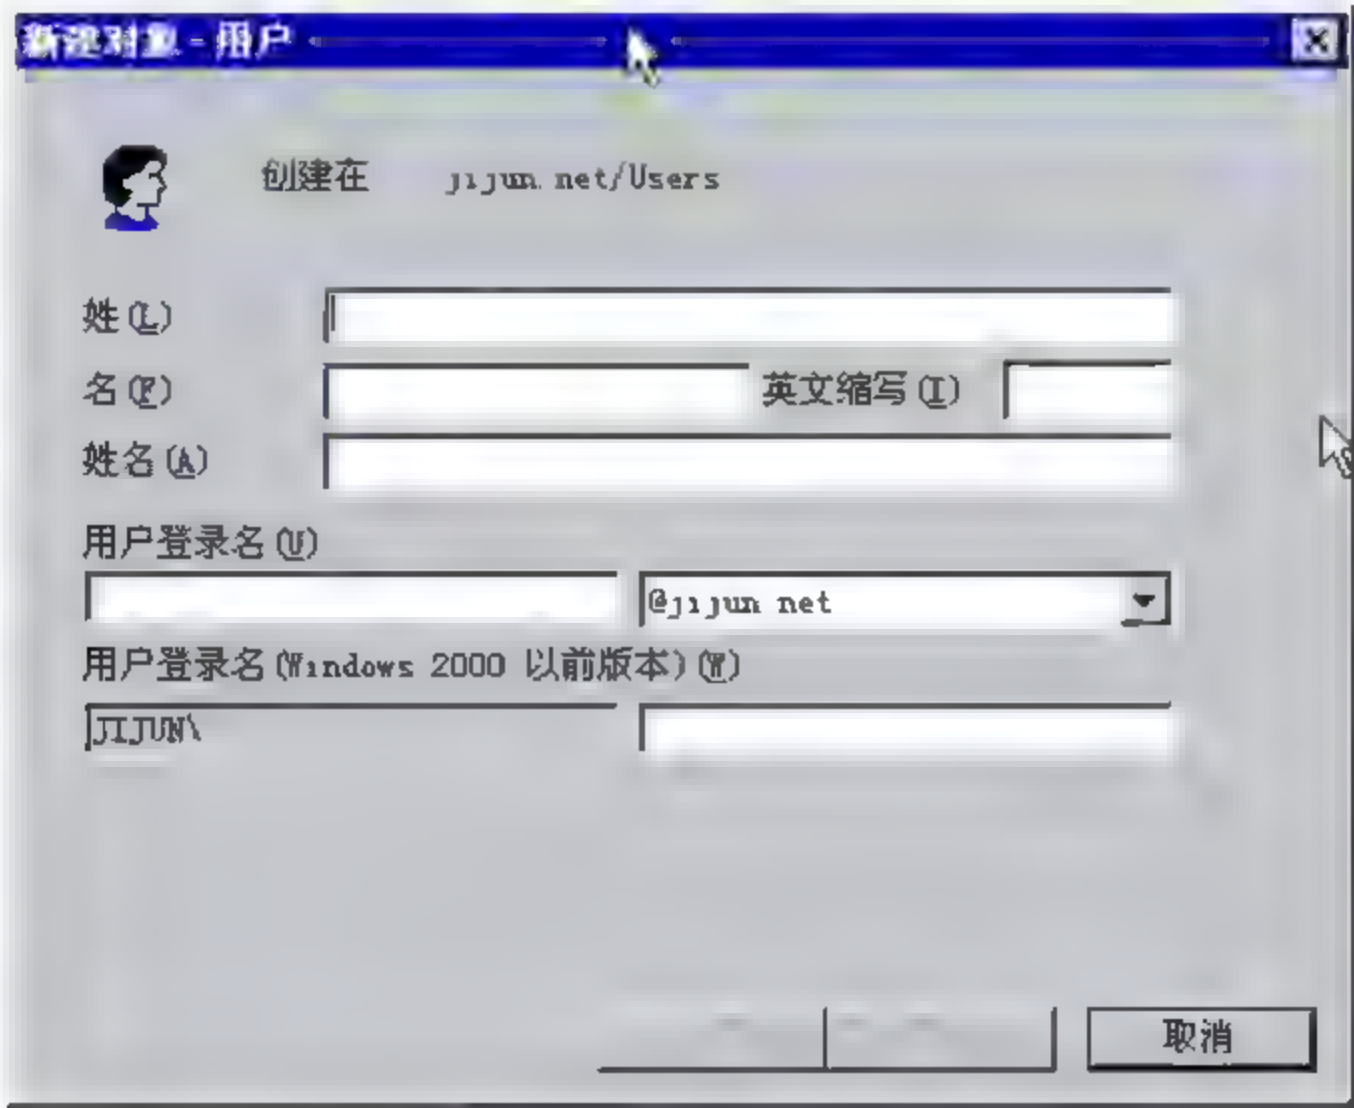 新建对象 - 用户
创建在 jijun.net/Users
姓(L)
名(F) 英文缩写(I)
姓名(A)
用户登录名(U)
@jijun.net
用户登录名(Windows 2000 以前版本)(W)
JIJUN\
取消